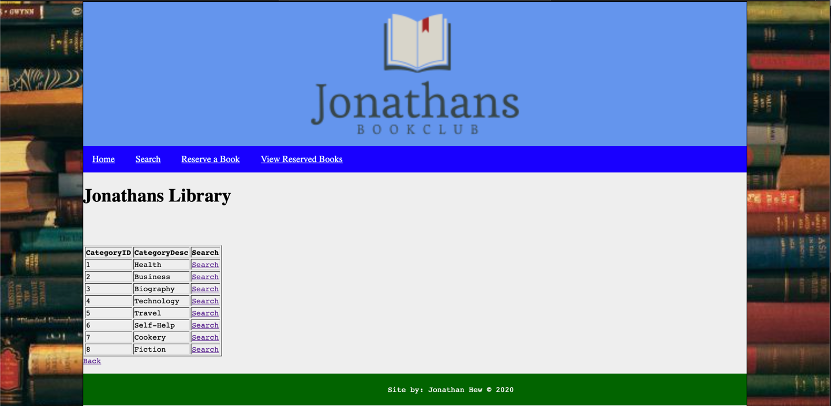 Jonathans
BOOKCLUB
Home Search Reserve a Book View Reserved Books
Jonathans Library
CategoryID CategoryDesc Search
1 Health Search
2 Business Search
3 Biography Search
4 Technology Search
5 Travel Search
6 Self-Help Search
7 Cookery Search
8 Fiction Search
Back
Site by: Jonathan Hew © 2020